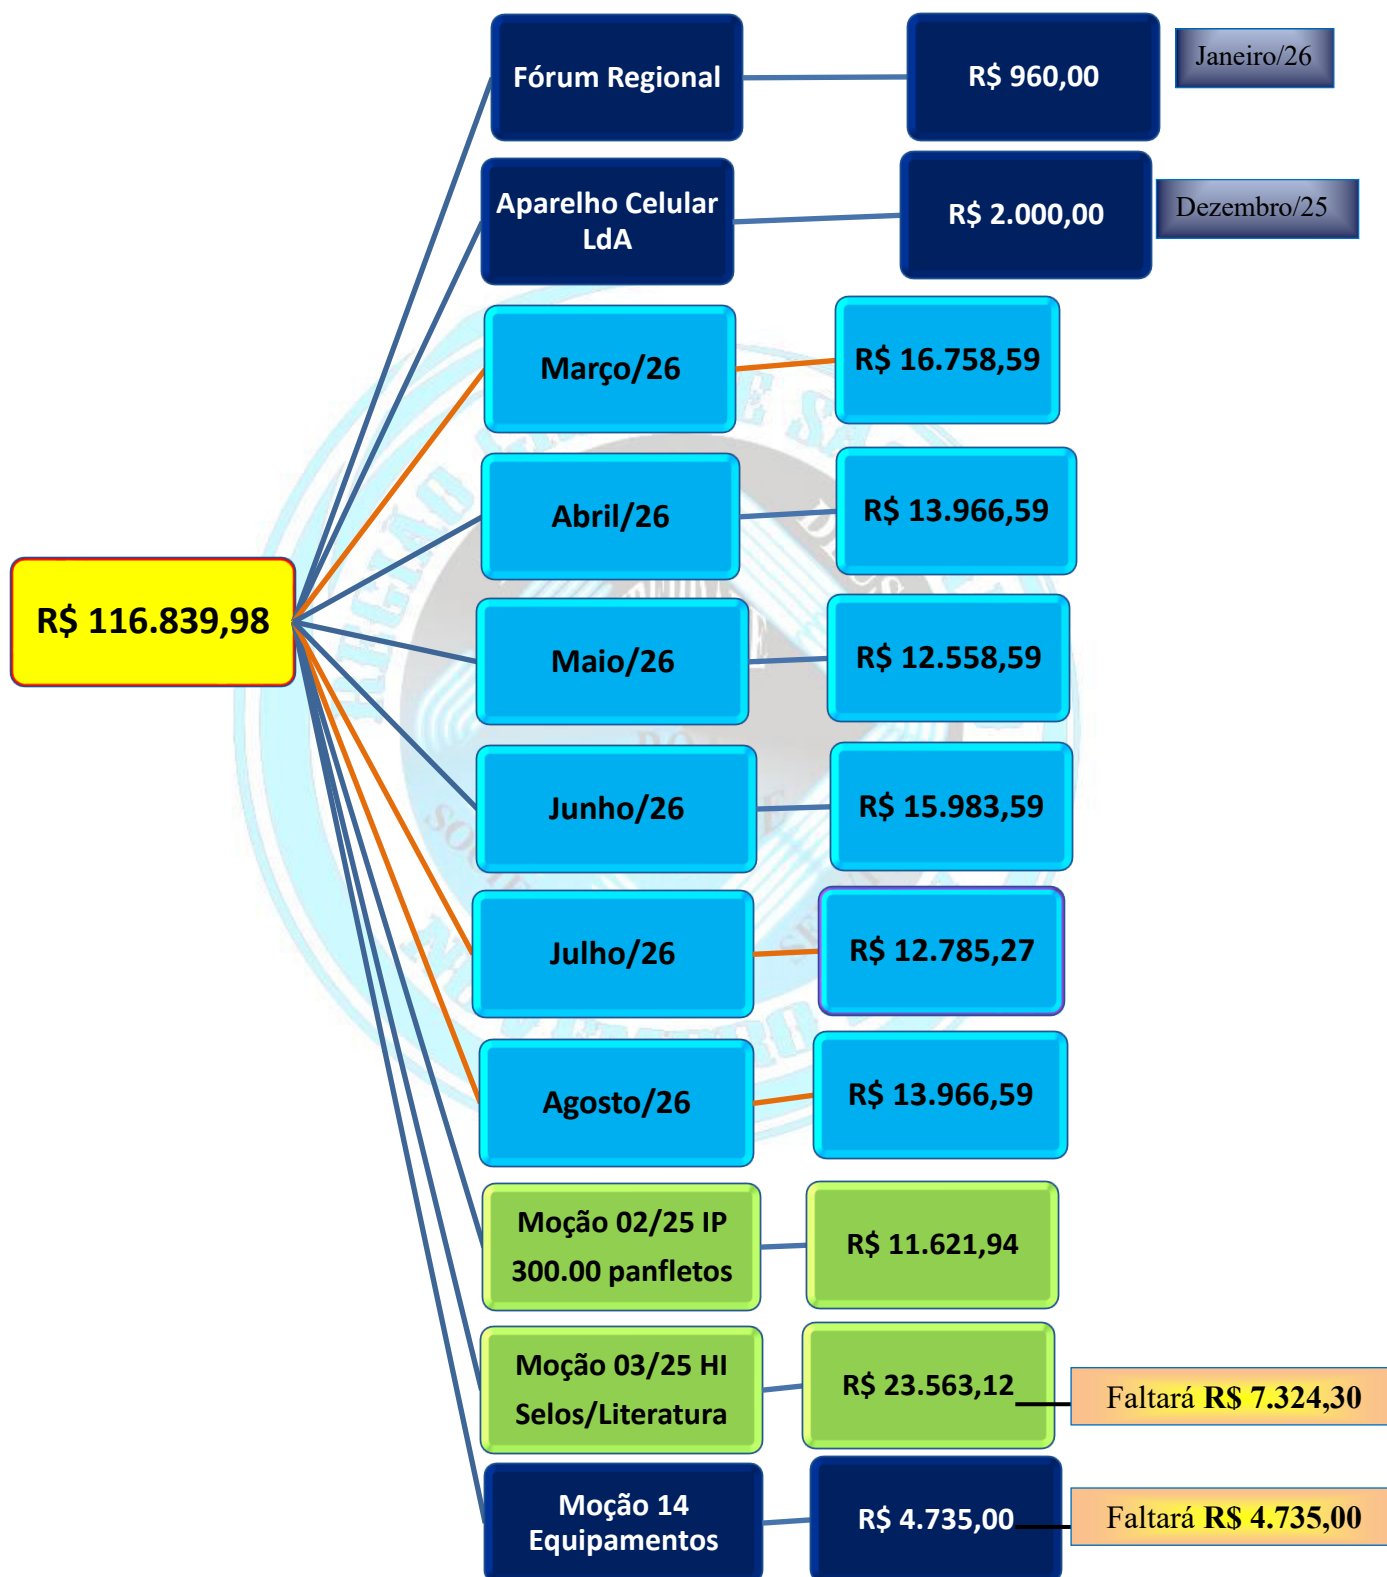 Fórum Regional
R$ 960,00
Janeiro/26
Aparelho Celular
LdA
R$ 2.000,00
Dezembro/25
Março/26
R$ 16.758,59
Abril/26
R$ 13.966,59
R$ 116.839,98
Maio/26
R$ 12.558,59
Junho/26
R$ 15.983,59
Julho/26
R$ 12.785,27
Agosto/26
R$ 13.966,59
Moção 02/25 IP
300.00 panfletos
R$ 11.621,94
Moção 03/25 HI
Selos/Literatura
R$ 23.563,12
Faltará R$ 7.324,30
Moção 14
Equipamentos
R$ 4.735,00
Faltará R$ 4.735,00